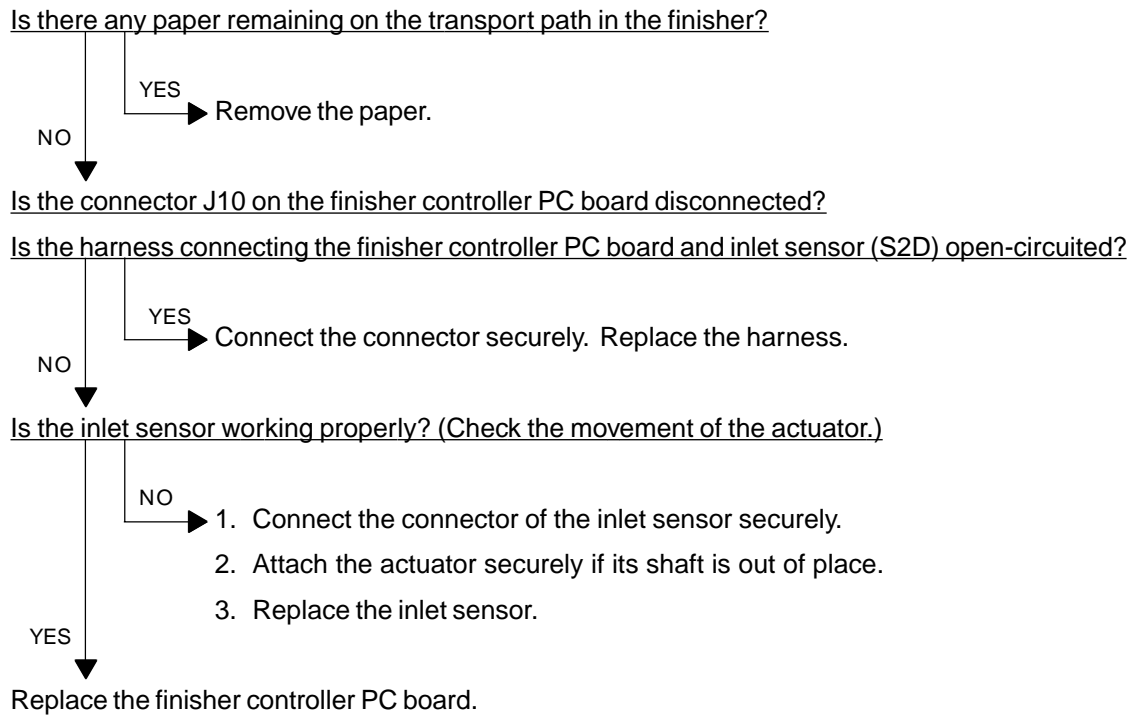 Is there any paper remaining on the transport path in the finisher?
YES
Remove the paper.
NO
Is the connector J10 on the finisher controller PC board disconnected?
Is the harness connecting the finisher controller PC board and inlet sensor (S2D) open-circuited?
YES
Connect the connector securely. Replace the harness.
NO
Is the inlet sensor working properly? (Check the movement of the actuator.)
NO
1. Connect the connector of the inlet sensor securely.
2. Attach the actuator securely if its shaft is out of place.
3. Replace the inlet sensor.
YES
Replace the finisher controller PC board.